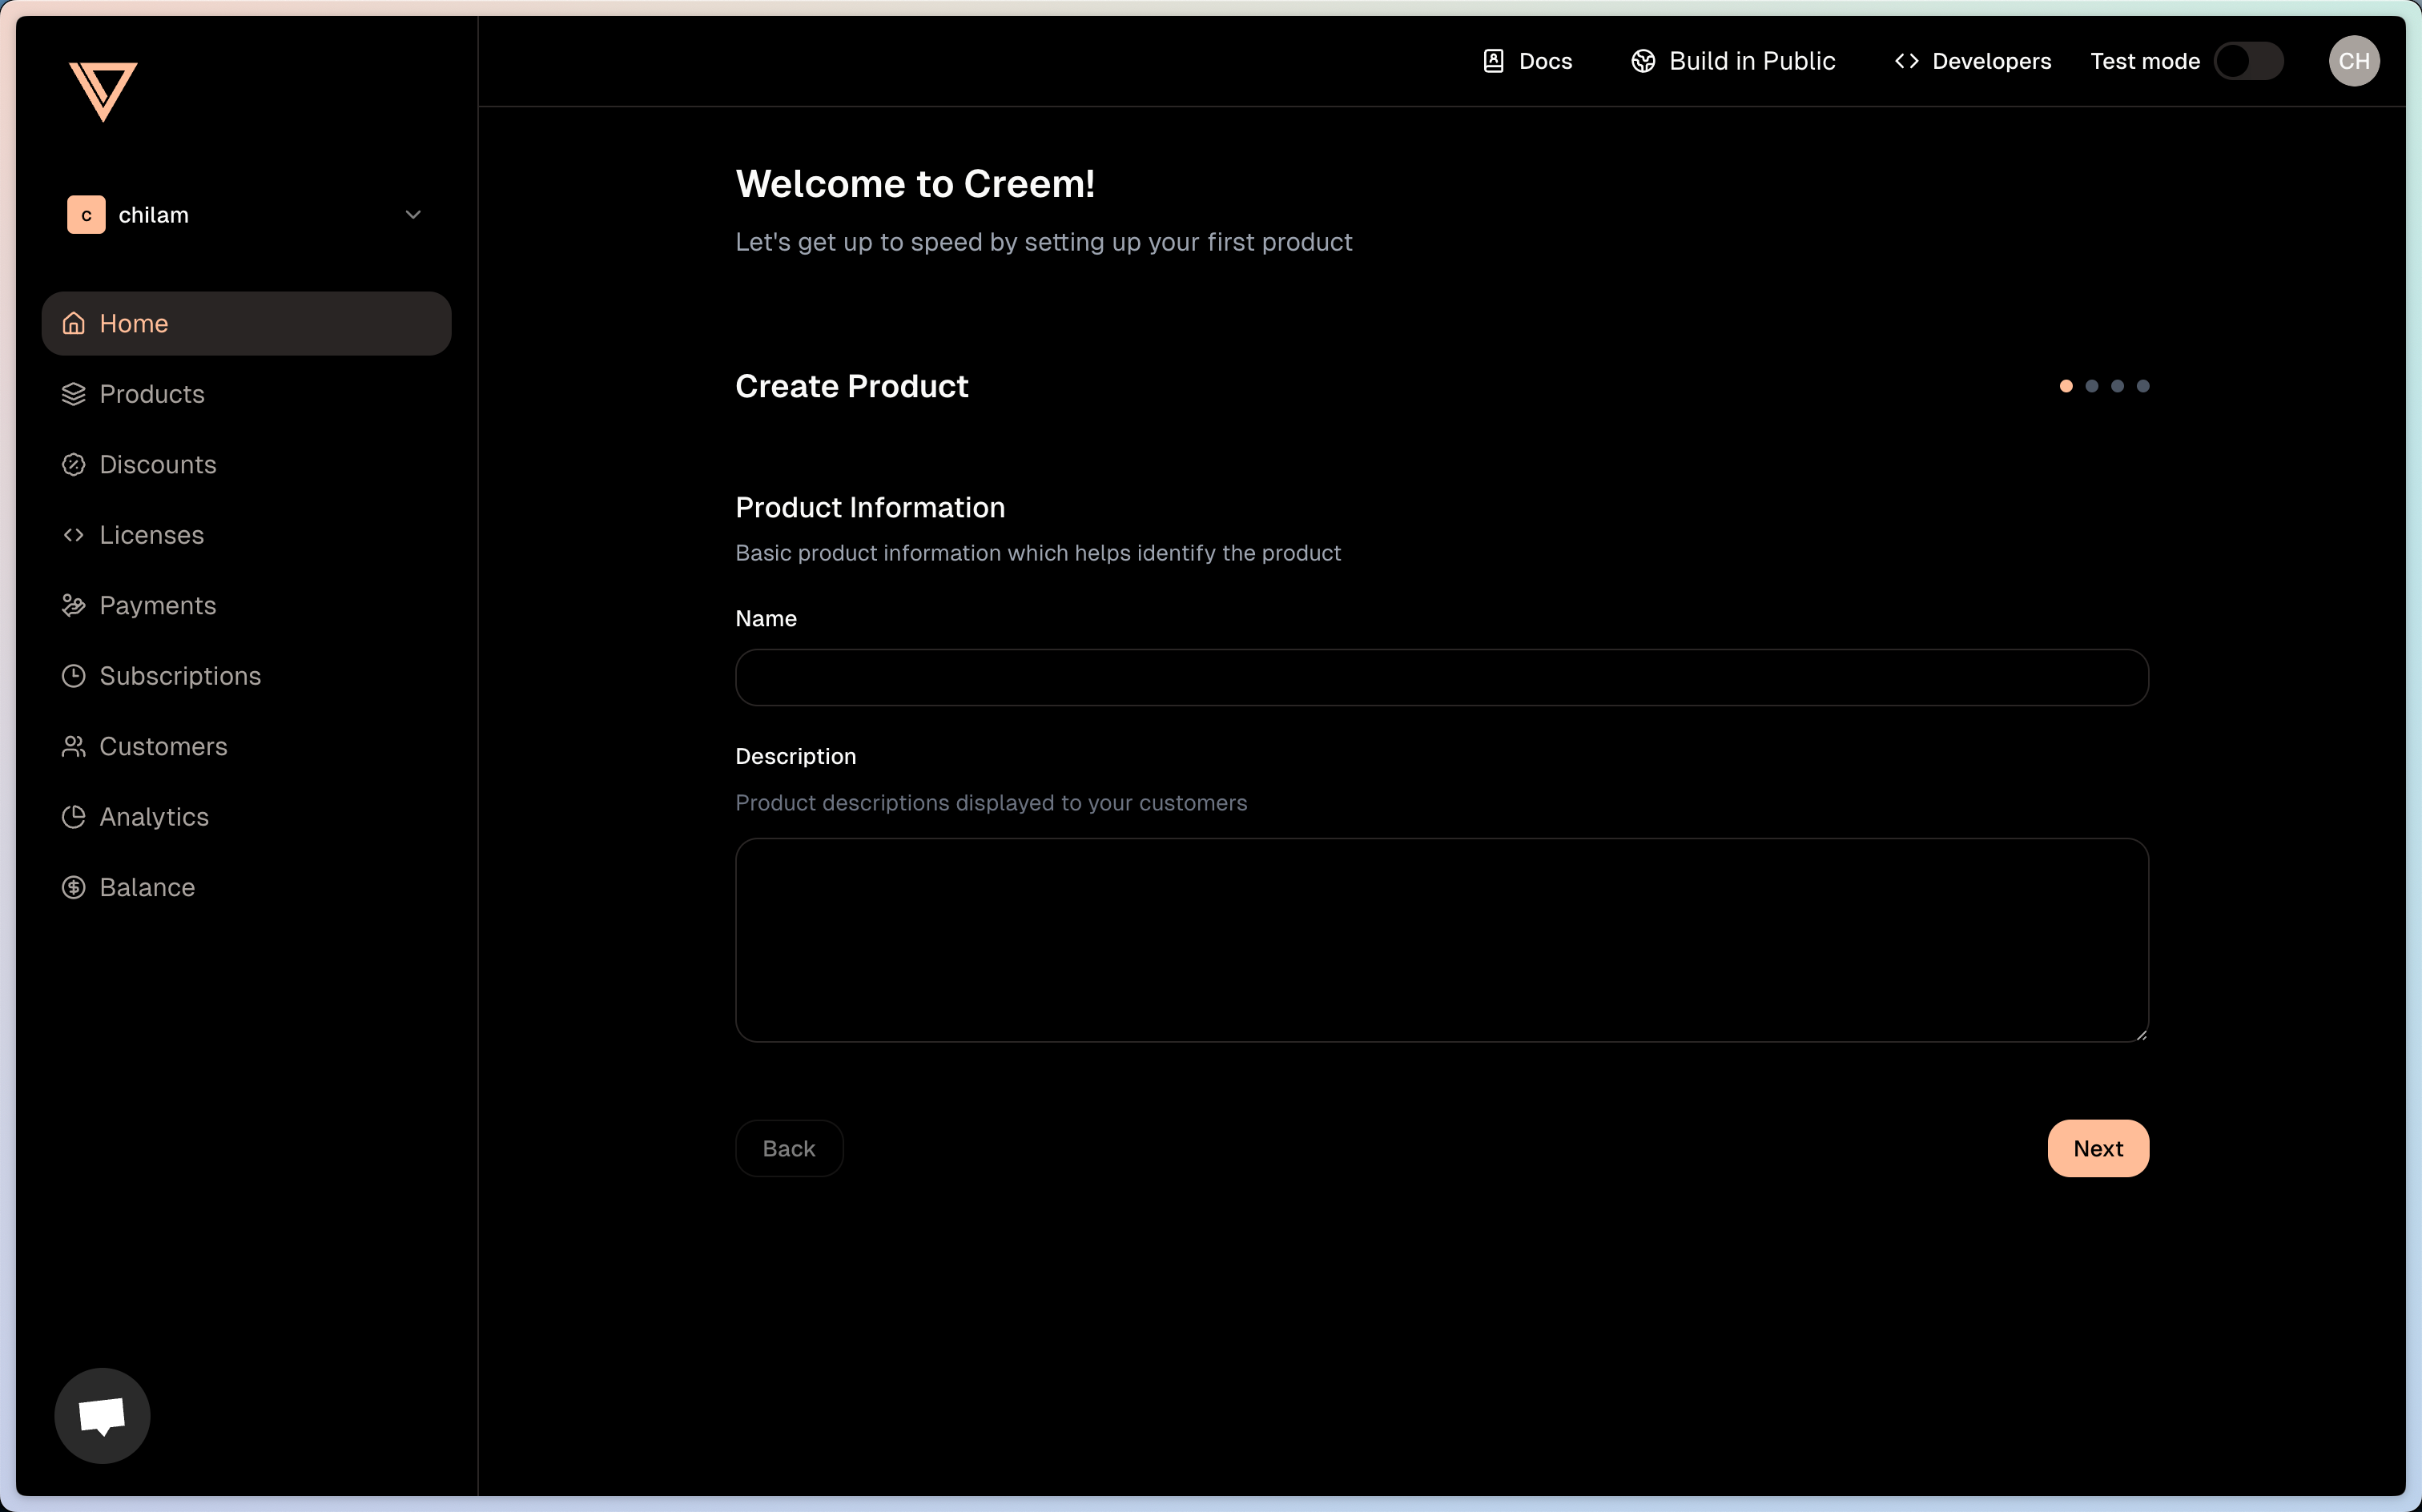 Docs
Build in Public
Developers
Test mode
CH
c
chilam
Home
Products
Discounts
Licenses
Payments
Subscriptions
Customers
Analytics
Balance
Welcome to Creem!
Let's get up to speed by setting up your first product
Create Product
Product Information
Basic product information which helps identify the product
Name
Description
Product descriptions displayed to your customers
Back
Next